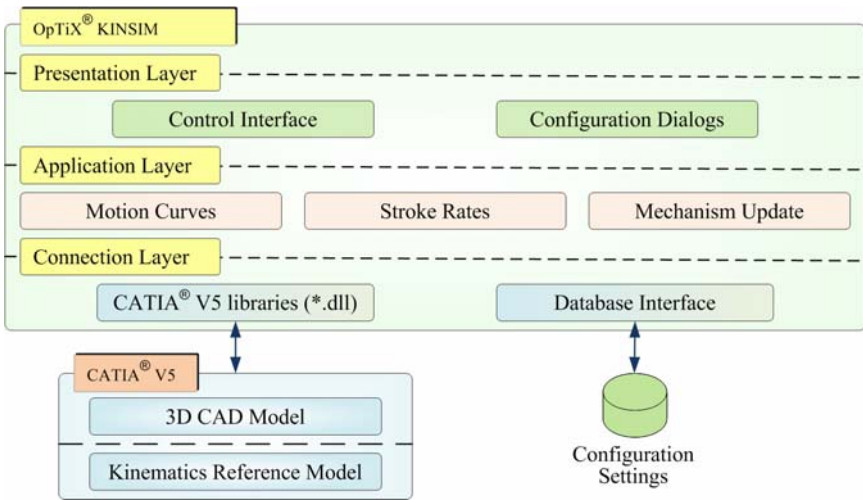 OpTiX® KINSIM
Presentation Layer
Control Interface
Configuration Dialogs
Application Layer
Motion Curves
Stroke Rates
Mechanism Update
Connection Layer
CATIA® V5 libraries (*.dll)
Database Interface
CATIA® V5
3D CAD Model
Kinematics Reference Model
Configuration
Settings